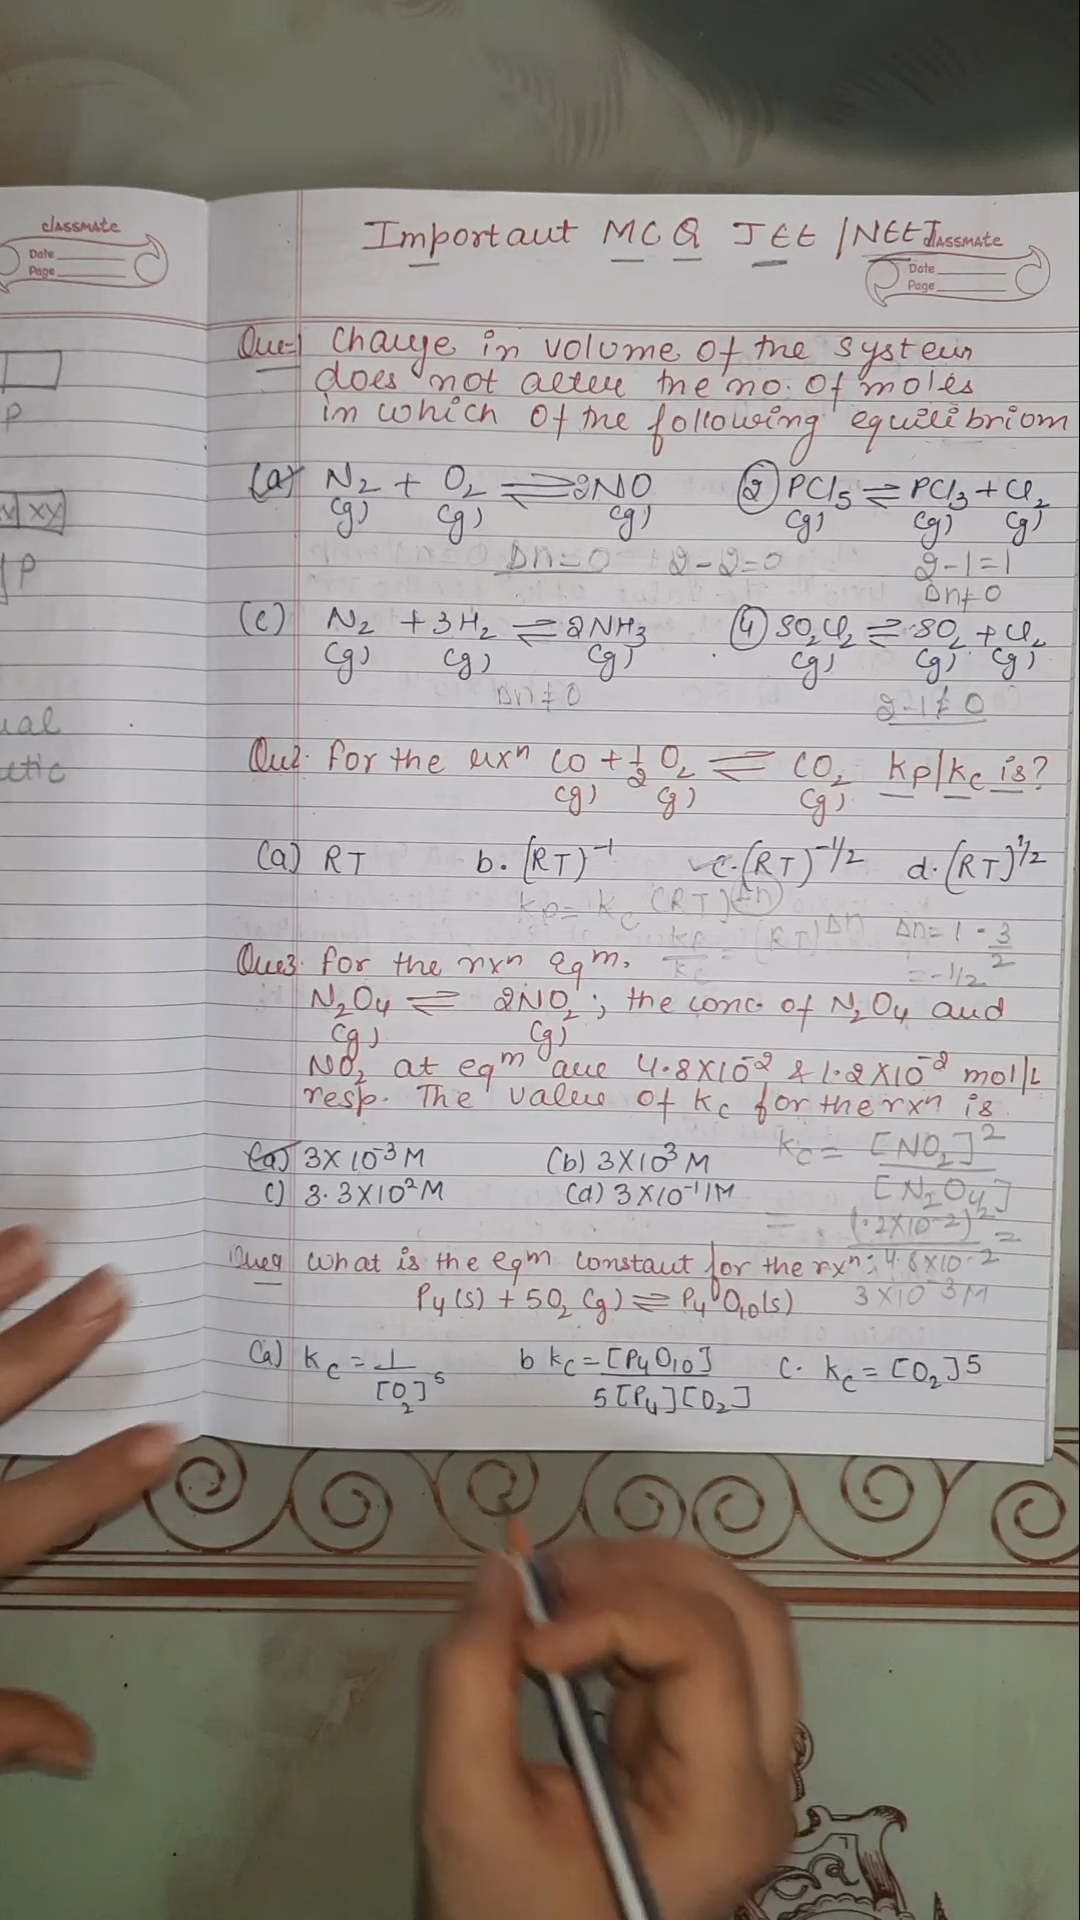 classmate
Date
Page
Important MCQ JEE/NEET
classmate
Date
Page
Que-1 change in volume of the system
does not alter the no. of moles
in which of the following equilibriom
(a) N₂ + O₂ ⇌ 2NO ② PCl₅ ⇌ PCl₃ + Cl₂
(g) (g) (g) (g) (g) (g)
Δn=0 2-2=0 2-1=1
Δn≠0
(c) N₂ + 3H₂ ⇌ 2NH₃ ④ SO₂Cl₂ ⇌ SO₂ + Cl₂
(g) (g) (g) (g) (g) (g)
Δn≠0 2-1≠0
Que2. for the rxⁿ CO + 1/2 O₂ ⇌ CO₂ kp/kc is?
(g) (g) (g)
(a) RT b. (RT)⁻¹ c. (RT)^-1/2 d. (RT)^1/2
kp = kc (RT)^Δn
kp/kc = (RT)^Δn Δn = 1 - 3/2
= -1/2
Que3. for the rxn eqm,
N₂O₄ ⇌ 2NO₂; the conc of N₂O₄ and
(g) (g)
NO₂ at eqm are 4.8×10⁻² & 1.2×10⁻² mol/L
resp. The value of kc for the rxⁿ is
(a) 3×10⁻³ M (b) 3×10³ M
c) 3.3×10² M (d) 3×10⁻¹ M
kc = [NO₂]²/[N₂O₄]
= (1.2×10⁻²)²/4.8×10⁻² =
3×10⁻³ M
Que4 what is the eqm constant for the rxn:
P₄(s) + 5O₂(g) ⇌ P₄O₁₀(s)
(a) kc = 1/[O₂]⁵ b kc = [P₄O₁₀]/5[P₄][O₂] c. kc = [O₂]⁵
P
XY
P